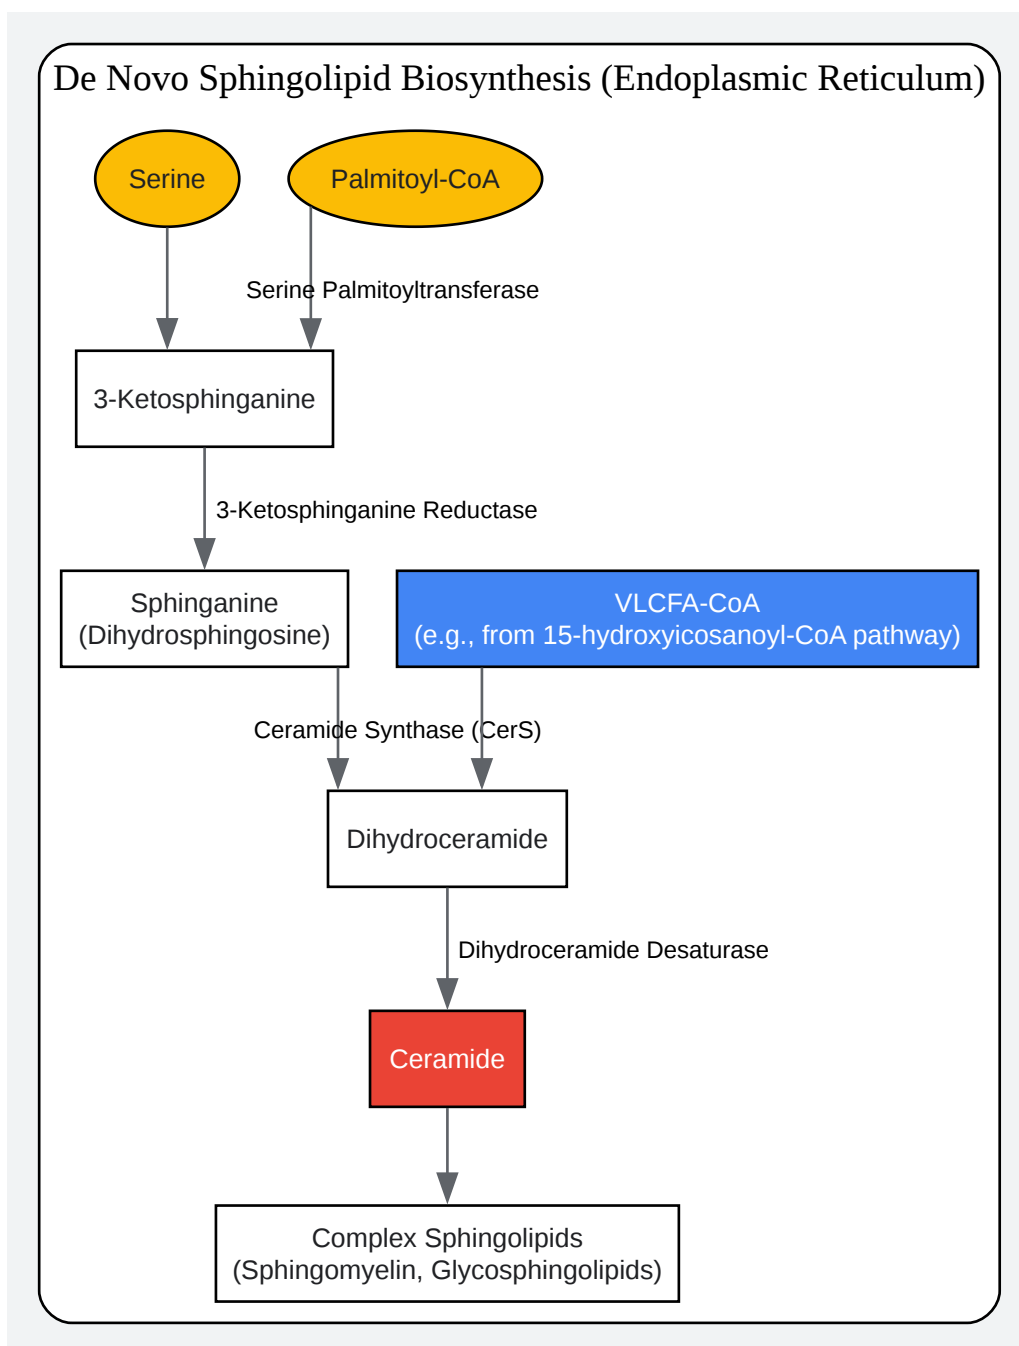 De Novo Sphingolipid Biosynthesis (Endoplasmic Reticulum)
Serine
Palmitoyl-CoA
Serine Palmitoyltransferase
3-Ketosphinganine
3-Ketosphinganine Reductase
Sphinganine
(Dihydrosphingosine)
VLCFA-CoA
(e.g., from 15-hydroxyicosanoyl-CoA pathway)
Ceramide Synthase (CerS)
Dihydroceramide
Dihydroceramide Desaturase
Ceramide
Complex Sphingolipids
(Sphingomyelin, Glycosphingolipids)